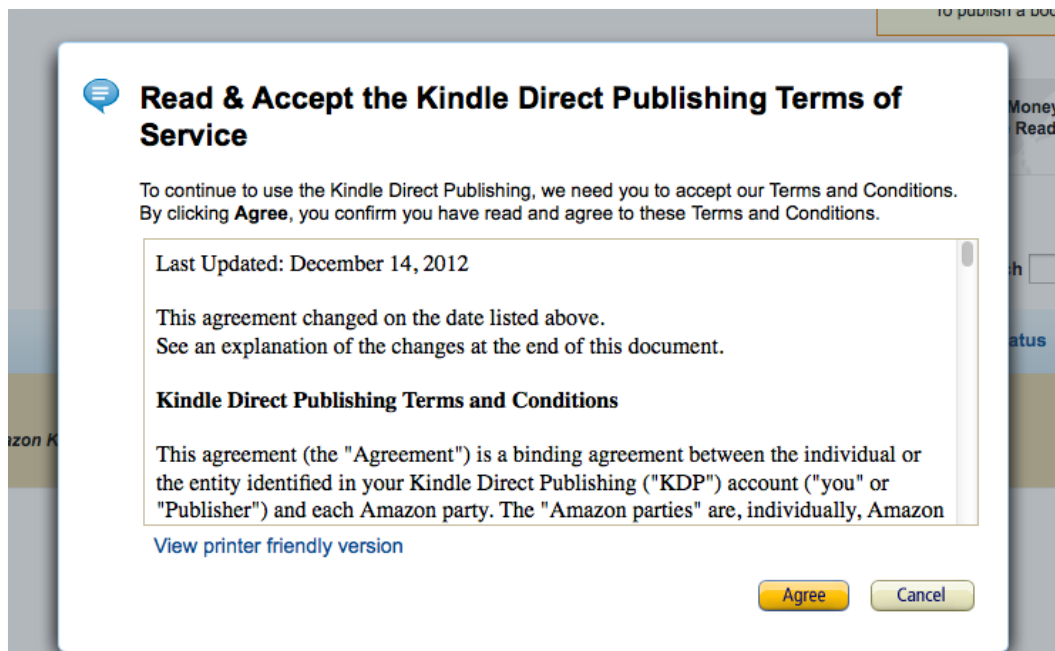 To publish a
Read & Accept the Kindle Direct Publishing Terms of
Service
Money
Read
To continue to use the Kindle Direct Publishing, we need you to accept our Terms and Conditions.
By clicking Agree, you confirm you have read and agree to these Terms and Conditions.
Last Updated: December 14, 2012
This agreement changed on the date listed above.
See an explanation of the changes at the end of this document.
Kindle Direct Publishing Terms and Conditions
This agreement (the "Agreement") is a binding agreement between the individual or
the entity identified in your Kindle Direct Publishing ("KDP") account ("you" or
"Publisher") and each Amazon party. The "Amazon parties" are, individually, Amazon
View printer friendly version
Agree
Cancel